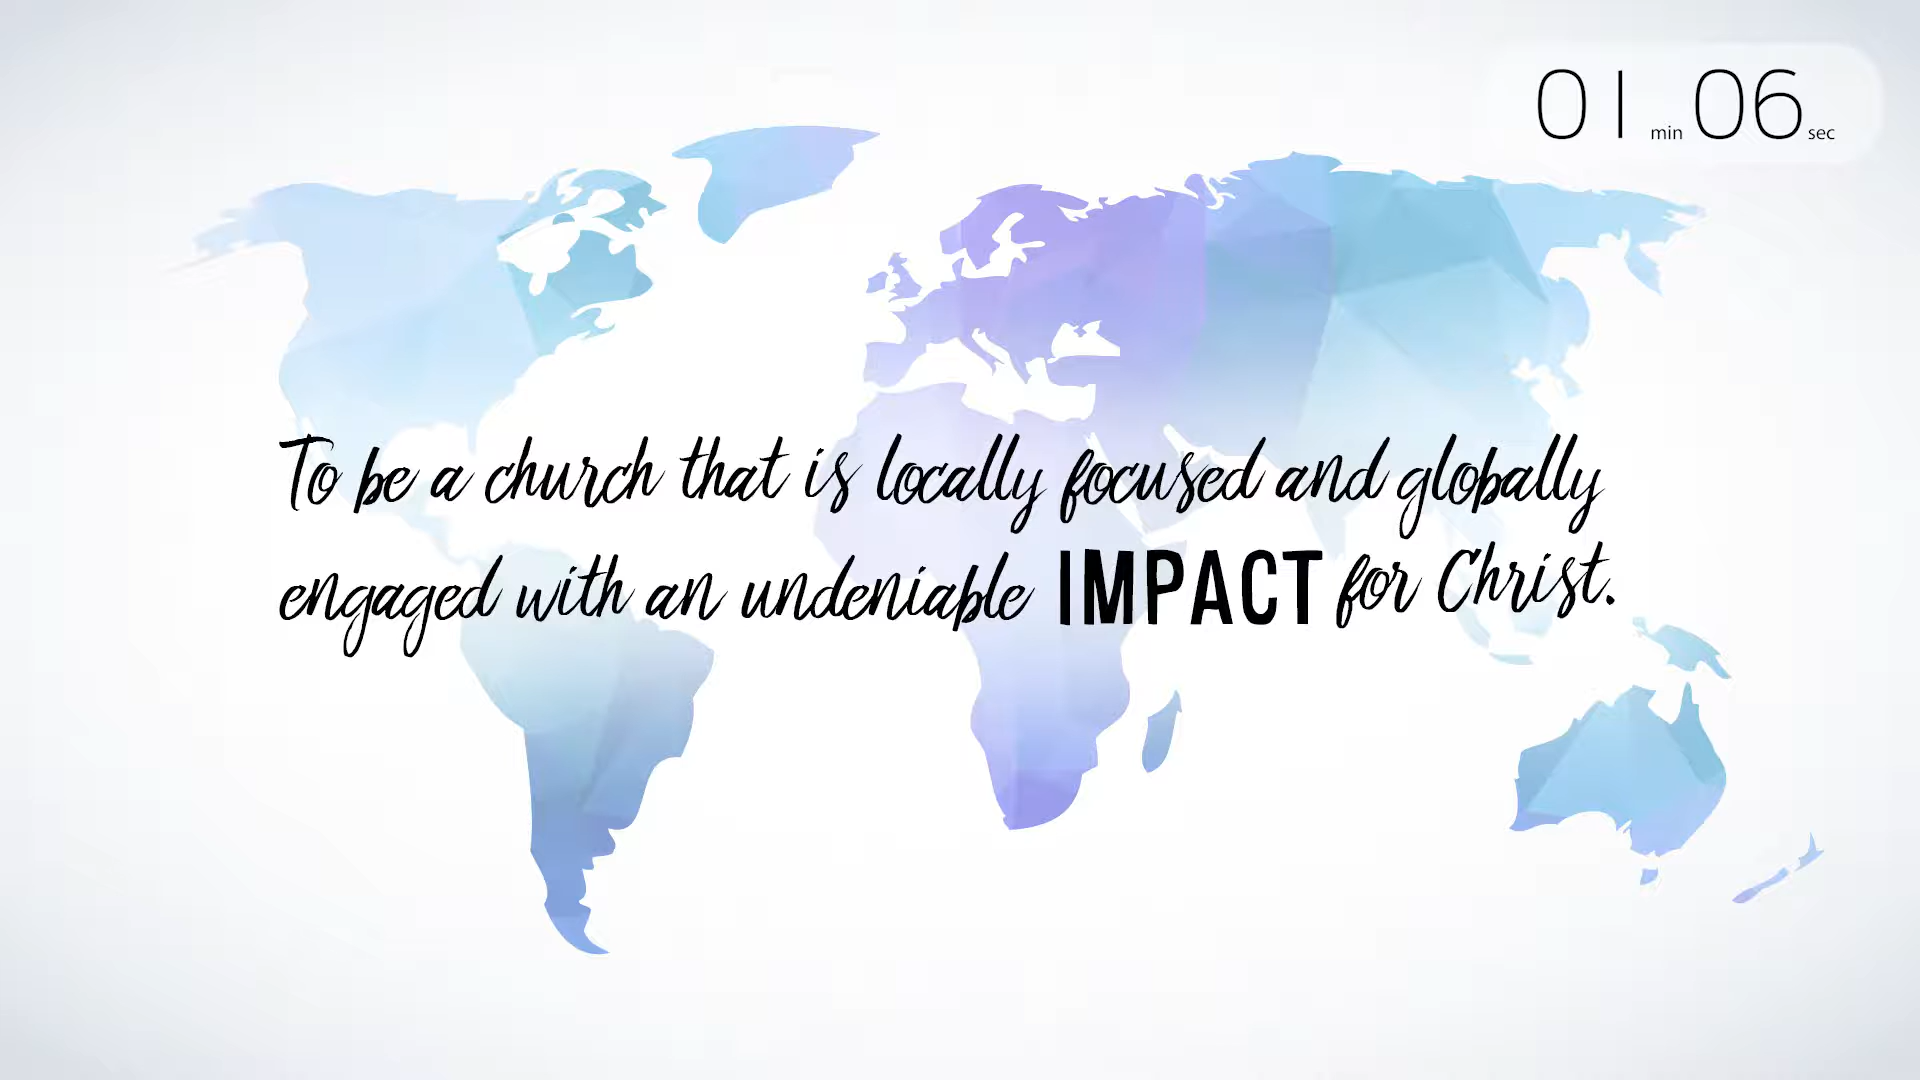 01 min 06 sec
To be a church that is locally focused and globally
engaged with an undeniable IMPACT for Christ.